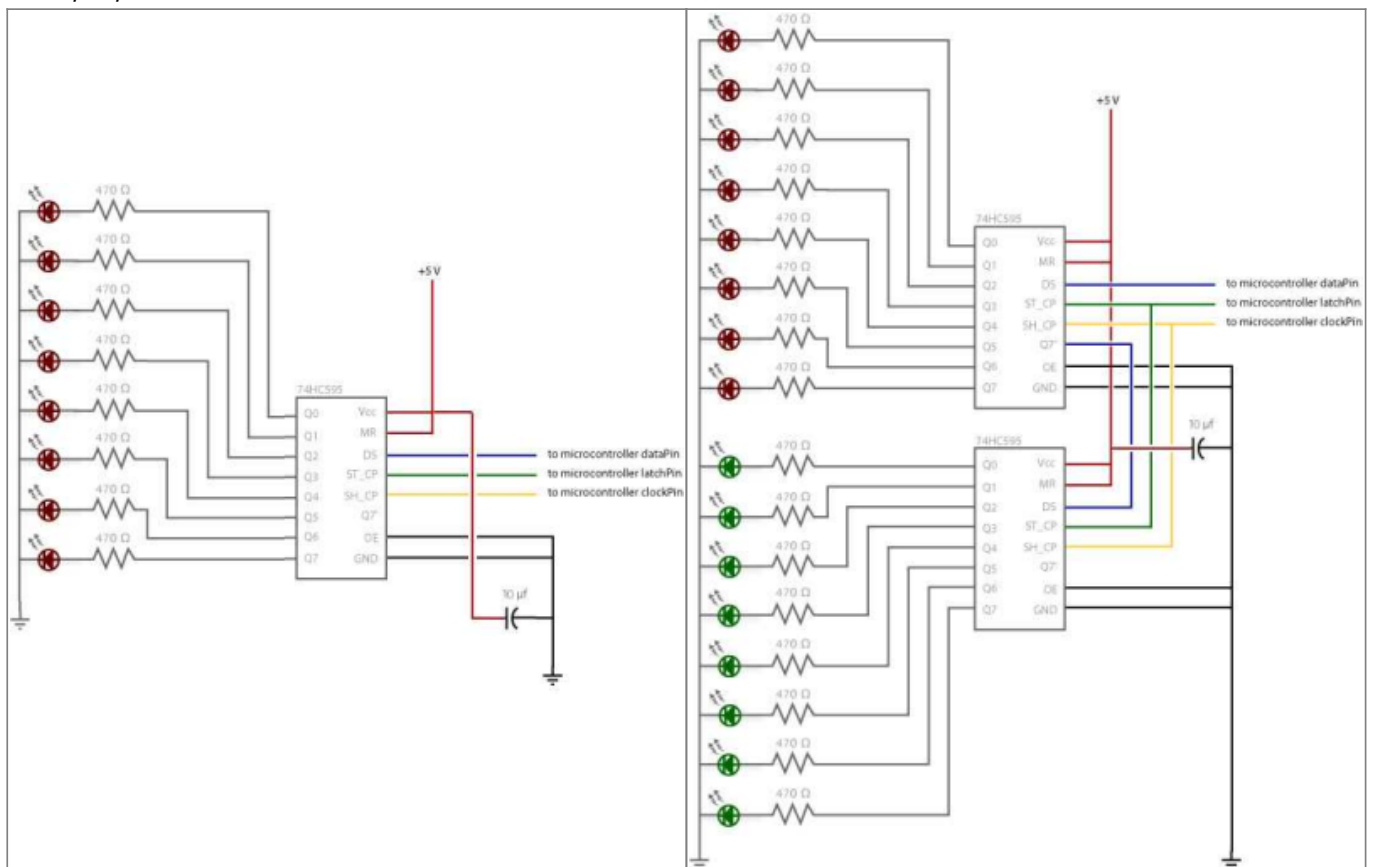 470 Ω
470 Ω
470 Ω
470 Ω
470 Ω
470 Ω
470 Ω
470 Ω
+5 V
74HC595
Q0 Vcc
Q1 MR
Q2 DS to microcontroller dataPin
Q3 ST_CP to microcontroller latchPin
Q4 SH_CP to microcontroller clockPin
Q5 Q7'
Q6 OE
Q7 GND
10 µf
470 Ω
470 Ω
470 Ω
470 Ω
470 Ω
470 Ω
470 Ω
470 Ω
+5 V
74HC595
Q0 Vcc
Q1 MR
Q2 DS to microcontroller dataPin
Q3 ST_CP to microcontroller latchPin
Q4 SH_CP to microcontroller clockPin
Q5 Q7'
Q6 OE
Q7 GND
10 µf
470 Ω
470 Ω
470 Ω
470 Ω
470 Ω
470 Ω
470 Ω
470 Ω
74HC595
Q0 Vcc
Q1 MR
Q2 DS
Q3 ST_CP
Q4 SH_CP
Q5 Q7'
Q6 OE
Q7 GND